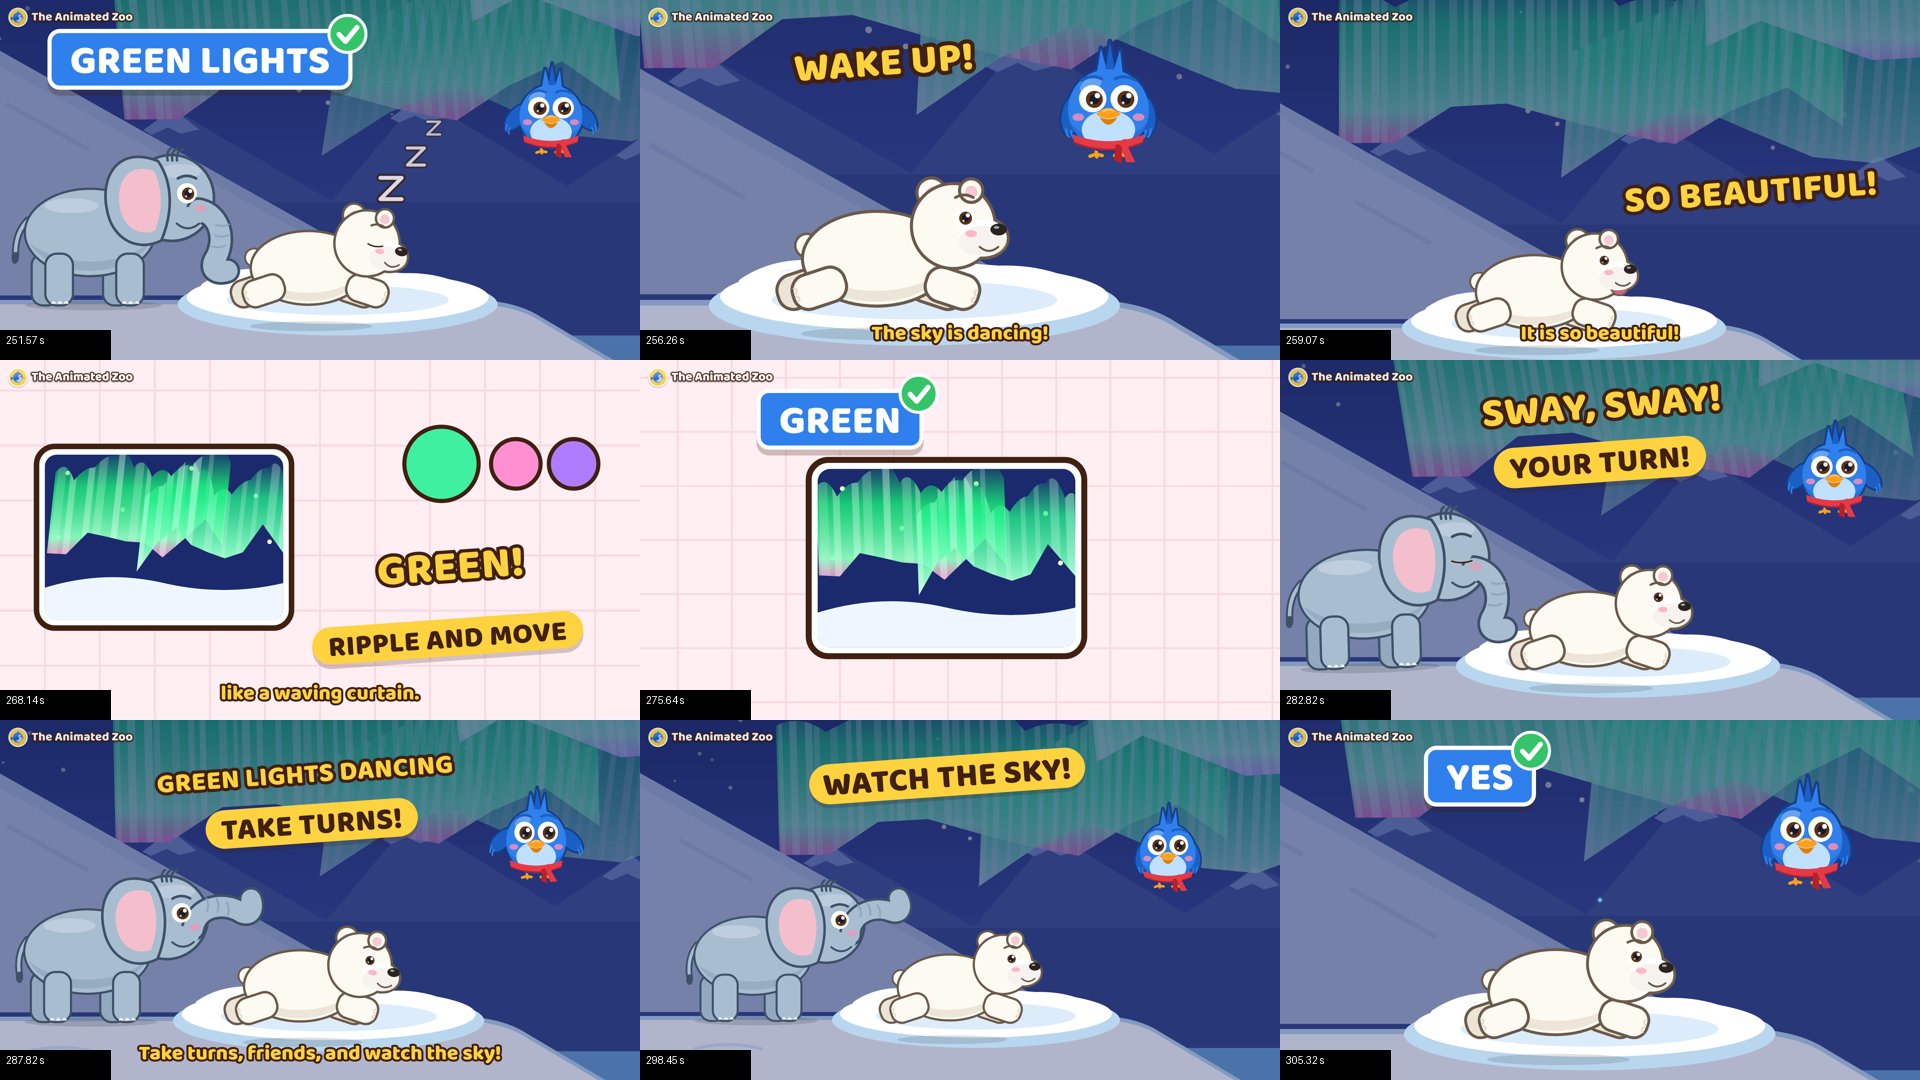 The Animated Zoo
GREEN LIGHTS
Z
Z
Z
251.57 s
The Animated Zoo
WAKE UP!
The sky is dancing!
256.26 s
The Animated Zoo
SO BEAUTIFUL!
It is so beautiful!
259.07 s
The Animated Zoo
GREEN!
RIPPLE AND MOVE
like a waving curtain.
268.14 s
The Animated Zoo
GREEN
275.64 s
The Animated Zoo
SWAY, SWAY!
YOUR TURN!
282.82 s
The Animated Zoo
GREEN LIGHTS DANCING
TAKE TURNS!
Take turns, friends, and watch the sky!
287.82 s
The Animated Zoo
WATCH THE SKY!
298.45 s
The Animated Zoo
YES
305.32 s